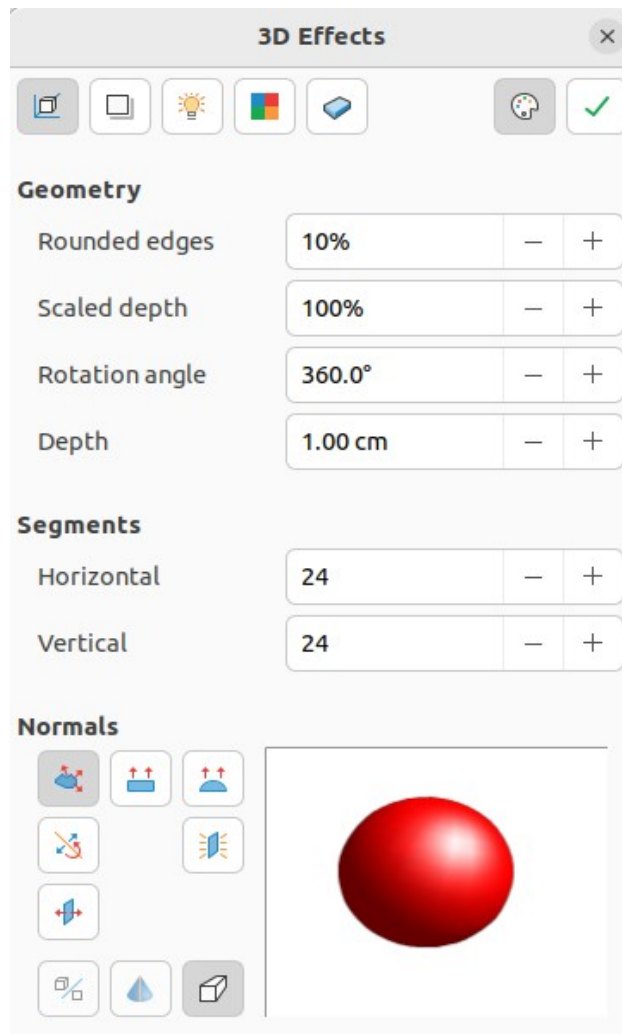 3D Effects
Geometry
Rounded edges 10%
Scaled depth 100%
Rotation angle 360.0°
Depth 1.00 cm
Segments
Horizontal 24
Vertical 24
Normals